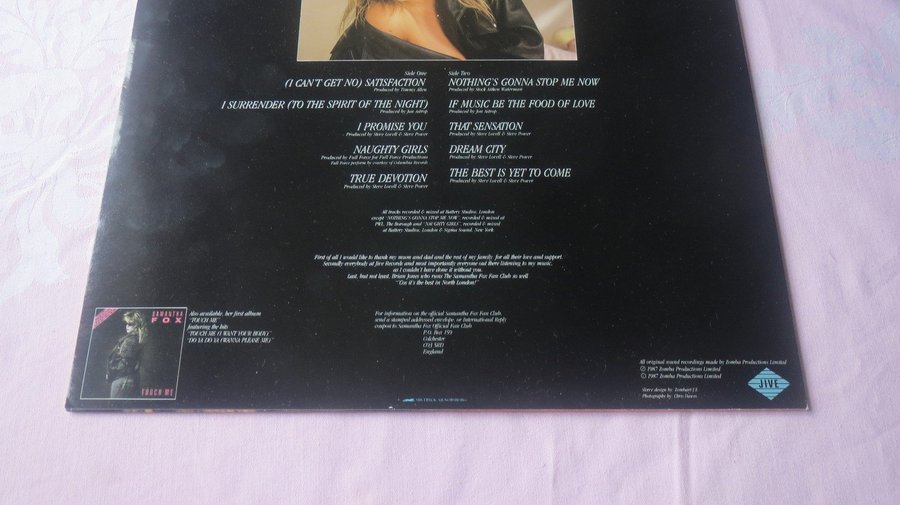 Side One
(I CAN'T GET NO) SATISFACTION
Produced by Timmy Allen
I SURRENDER (TO THE SPIRIT OF THE NIGHT)
Produced by Jon Astrop
I PROMISE YOU
Produced by Steve Lovell & Steve Power
NAUGHTY GIRLS
Produced by Full Force for Full Force Productions
Full Force perform by courtesy of Columbia Records
TRUE DEVOTION
Produced by Steve Lovell & Steve Power
Side Two
NOTHING'S GONNA STOP ME NOW
Produced by Stock Aitken Waterman
IF MUSIC BE THE FOOD OF LOVE
Produced by Jon Astrop
THAT SENSATION
Produced by Steve Lovell & Steve Power
DREAM CITY
Produced by Steve Lovell & Steve Power
THE BEST IS YET TO COME
Produced by Steve Lovell & Steve Power
All tracks recorded & mixed at Battery Studios, London
except "NOTHING'S GONNA STOP ME NOW", recorded & mixed at
PWL, The Borough and "NAUGHTY GIRLS", recorded & mixed
at Battery Studios, London & Sigma Sound, New York.
First of all I would like to thank my mum and dad and the rest of my family, for all their love and support.
Secondly everybody at Jive Records and most importantly everyone out there listening to my music,
as I couldn't have done it without you.
Last, but not least, Brian Jones who runs The Samantha Fox Fan Club so well
"Cos it's the best in North London!"
SAMANTHA
FOX
TOUCH ME
Also available, her first album
"TOUCH ME"
featuring the hits
"TOUCH ME (I WANT YOUR BODY),"
"DO YA DO YA (WANNA PLEASE ME),"
For information on the official Samantha Fox Fan Club,
send a stamped addressed envelope, or International Reply
coupon to Samantha Fox Official Fan Club
P.O. Box 159
Colchester
CO3 5RD
England
All original sound recordings made by Zomba Productions Limited
℗ 1987 Zomba Productions Limited
© 1987 Zomba Productions Limited
Sleeve design by Zombart J.E.
Photography by
JIVE